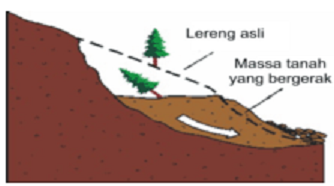 Lereng asli
Massa tanah
yang bergerak